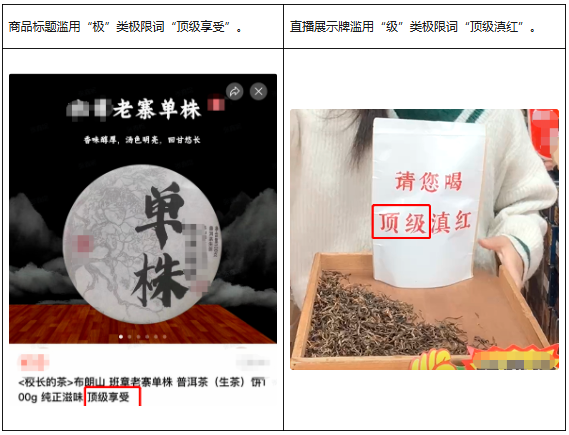 商品标题滥用“极”类极限词“顶级享受”。
直播展示牌滥用“级”类极限词“顶级滇红”。
老寨单株
香味醇厚，汤色明亮，回甘悠长
单株
<校长的茶>布朗山 班章老寨单株 普洱茶（生茶）饼1
00g 纯正滋味 顶级享受
请您喝
顶级滇红